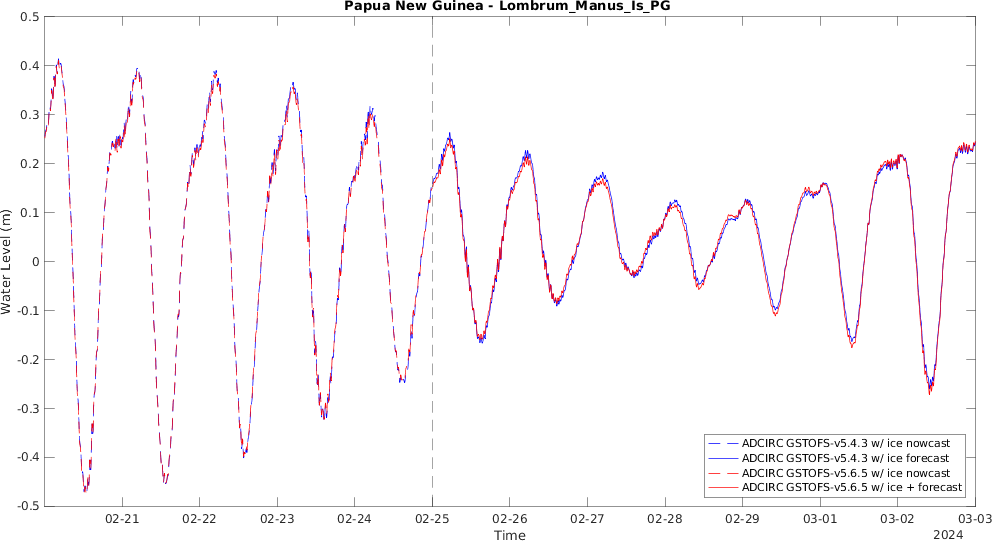 Papua New Guinea - Lombrum_Manus_Is_PG
0.5
0.4
0.3
0.2
0.1
0
-0.1
-0.2
-0.3
-0.4
-0.5
Water Level (m)
ADCIRC GSTOFS-v5.4.3 w/ ice nowcast
ADCIRC GSTOFS-v5.4.3 w/ ice forecast
ADCIRC GSTOFS-v5.6.5 w/ ice nowcast
ADCIRC GSTOFS-v5.6.5 w/ ice + forecast
02-21 02-22 02-23 02-24 02-25 02-26 02-27 02-28 02-29 03-01 03-02 03-03
Time
2024